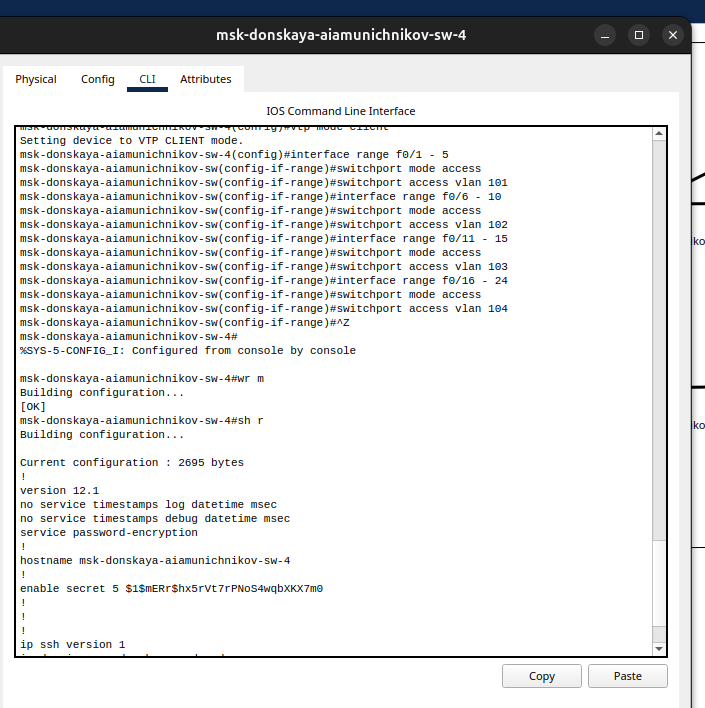 msk-donskaya-aiamunichnikov-sw-4
Physical Config CLI Attributes
IOS Command Line Interface
msk-donskaya-aiamunichnikov-sw-4(config)#vtp mode client
Setting device to VTP CLIENT mode.
msk-donskaya-aiamunichnikov-sw-4(config)#interface range f0/1 - 5
msk-donskaya-aiamunichnikov-sw(config-if-range)#switchport mode access
msk-donskaya-aiamunichnikov-sw(config-if-range)#switchport access vlan 101
msk-donskaya-aiamunichnikov-sw(config-if-range)#interface range f0/6 - 10
msk-donskaya-aiamunichnikov-sw(config-if-range)#switchport mode access
msk-donskaya-aiamunichnikov-sw(config-if-range)#switchport access vlan 102
msk-donskaya-aiamunichnikov-sw(config-if-range)#interface range f0/11 - 15
msk-donskaya-aiamunichnikov-sw(config-if-range)#switchport mode access
msk-donskaya-aiamunichnikov-sw(config-if-range)#switchport access vlan 103
msk-donskaya-aiamunichnikov-sw(config-if-range)#interface range f0/16 - 24
msk-donskaya-aiamunichnikov-sw(config-if-range)#switchport mode access
msk-donskaya-aiamunichnikov-sw(config-if-range)#switchport access vlan 104
msk-donskaya-aiamunichnikov-sw(config-if-range)#^Z
msk-donskaya-aiamunichnikov-sw-4#
%SYS-5-CONFIG_I: Configured from console by console
msk-donskaya-aiamunichnikov-sw-4#wr m
Building configuration...
[OK]
msk-donskaya-aiamunichnikov-sw-4#sh r
Building configuration...
Current configuration : 2695 bytes
!
version 12.1
no service timestamps log datetime msec
no service timestamps debug datetime msec
service password-encryption
!
hostname msk-donskaya-aiamunichnikov-sw-4
!
enable secret 5 $1$mERr$hx5rVt7rPNoS4wqbXKX7m0
!
!
!
ip ssh version 1
Copy Paste
iko
iko